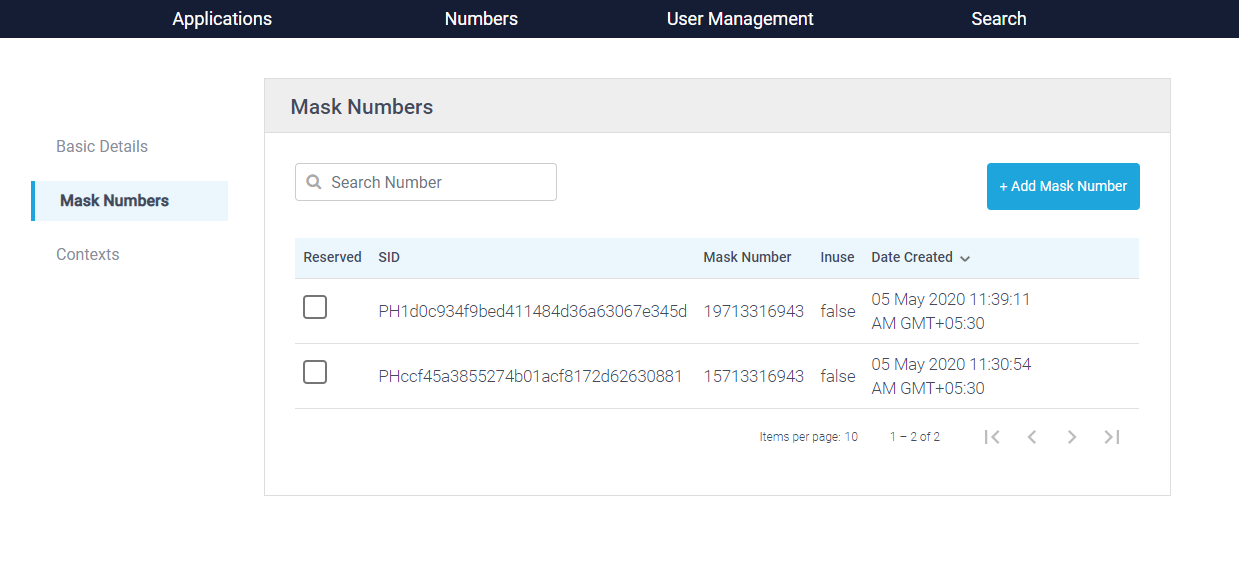 Applications Numbers User Management Search
Mask Numbers
Basic Details
Mask Numbers
Contexts
Search Number
+ Add Mask Number
Reserved SID Mask Number Inuse Date Created
PH1d0c934f9bed411484d36a63067e345d 19713316943 false 05 May 2020 11:39:11
AM GMT+05:30
PHccf45a3855274b01acf8172d62630881 15713316943 false 05 May 2020 11:30:54
AM GMT+05:30
Items per page: 10 1 – 2 of 2